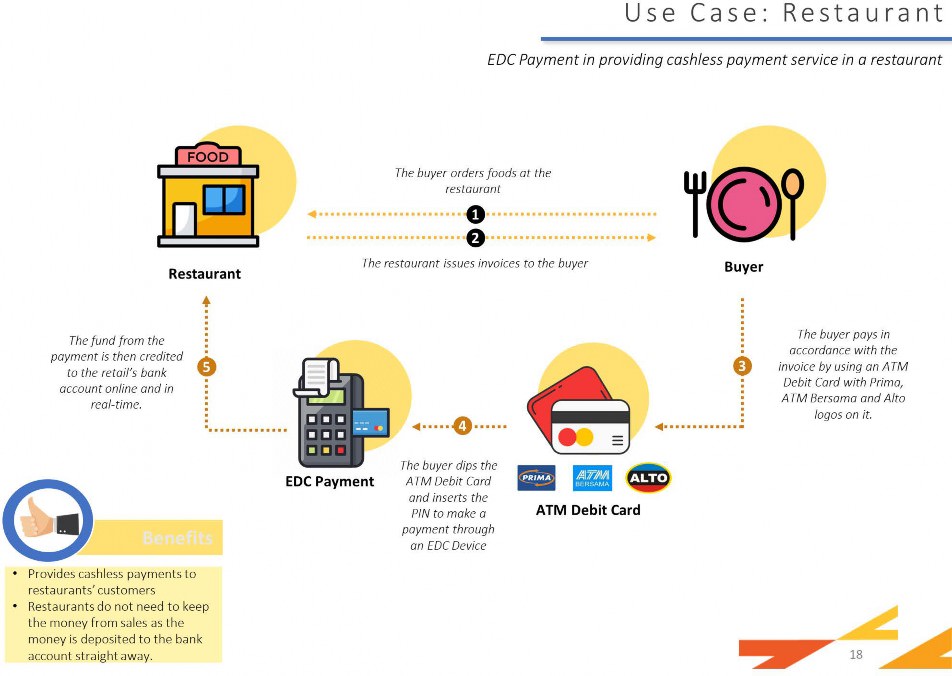 Use Case: Restaurant
EDC Payment in providing cashless payment service in a restaurant
FOOD
Restaurant
The buyer orders foods at the
restaurant
1
2
The restaurant issues invoices to the buyer
Buyer
The fund from the
payment is then credited
to the retail's bank
account online and in
real-time.
5
EDC Payment
4
The buyer dips the
ATM Debit Card
and inserts the
PIN to make a
payment through
an EDC Device
PRIMA
ATM
BERSAMA
ALTO
ATM Debit Card
3
The buyer pays in
accordance with the
invoice by using an ATM
Debit Card with Prima,
ATM Bersama and Alto
logos on it.
Benefits
• Provides cashless payments to
restaurants' customers
• Restaurants do not need to keep
the money from sales as the
money is deposited to the bank
account straight away.
18